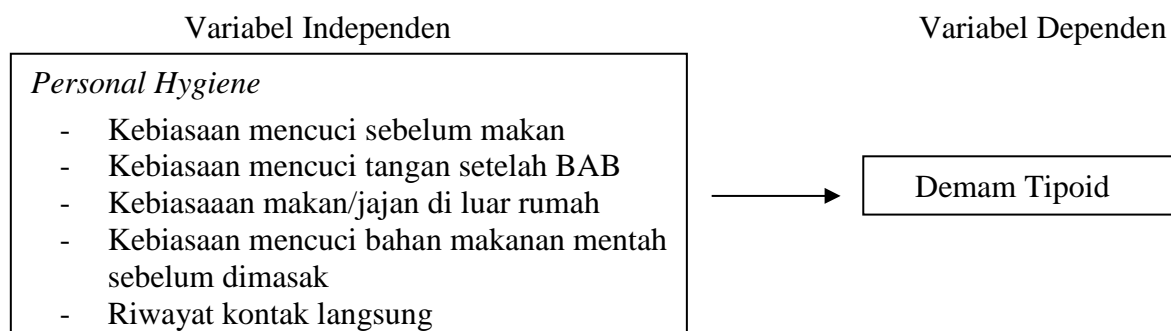 Variabel Independen Variabel Dependen
Personal Hygiene
- Kebiasaan mencuci sebelum makan
- Kebiasaan mencuci tangan setelah BAB
- Kebiasaaan makan/jajan di luar rumah
- Kebiasaan mencuci bahan makanan mentah
sebelum dimasak
- Riwayat kontak langsung
Demam Tipoid